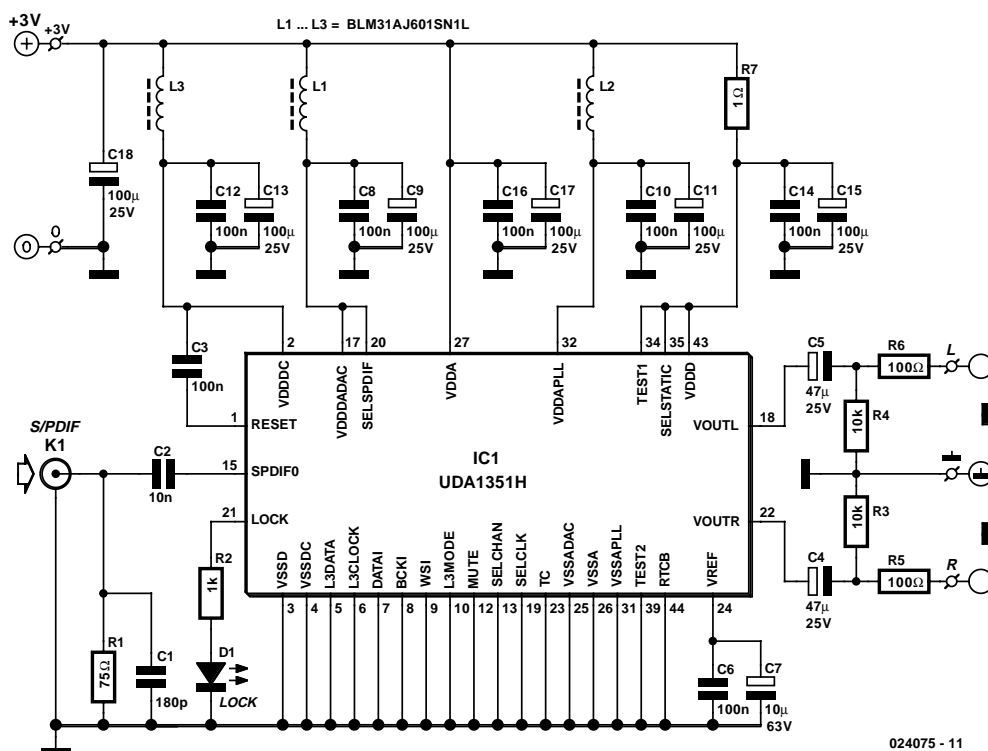 +3V
+3V
L1 ... L3 = BLM31AJ601SN1L
L3
L1
L2
R7
1Ω
C18
100μ
25V
0
0
C12
100n
C13
100μ
25V
C8
100n
C9
100μ
25V
C16
100n
C17
100μ
25V
C10
100n
C11
100μ
25V
C14
100n
C15
100μ
25V
C3
100n
2
17
20
27
32
34
35
43
VDDDC
VDDDADAC
SELSPDIF
VDDA
VDDAPLL
TEST1
SELSTATIC
VDDD
1
RESET
S/PDIF
K1
C2
10n
15
SPDIF0
21
LOCK
IC1
UDA1351H
VOUTL
18
VOUTR
22
C5
47μ
25V
R6
100Ω
L
R4
10k
R3
10k
C4
47μ
25V
R5
100Ω
R
R2
1k
D1
LOCK
R1
75Ω
C1
180p
VSSD
VSSDC
L3DATA
L3CLOCK
DATAI
BCKI
WSI
L3MODE
MUTE
SELCHAN
SELCLK
TC
VSSADAC
VSSA
VSSAPLL
TEST2
RTCB
VREF
3
4
5
6
7
8
9
10
12
13
19
23
25
26
31
39
44
24
C6
100n
C7
10μ
63V
024075 - 11